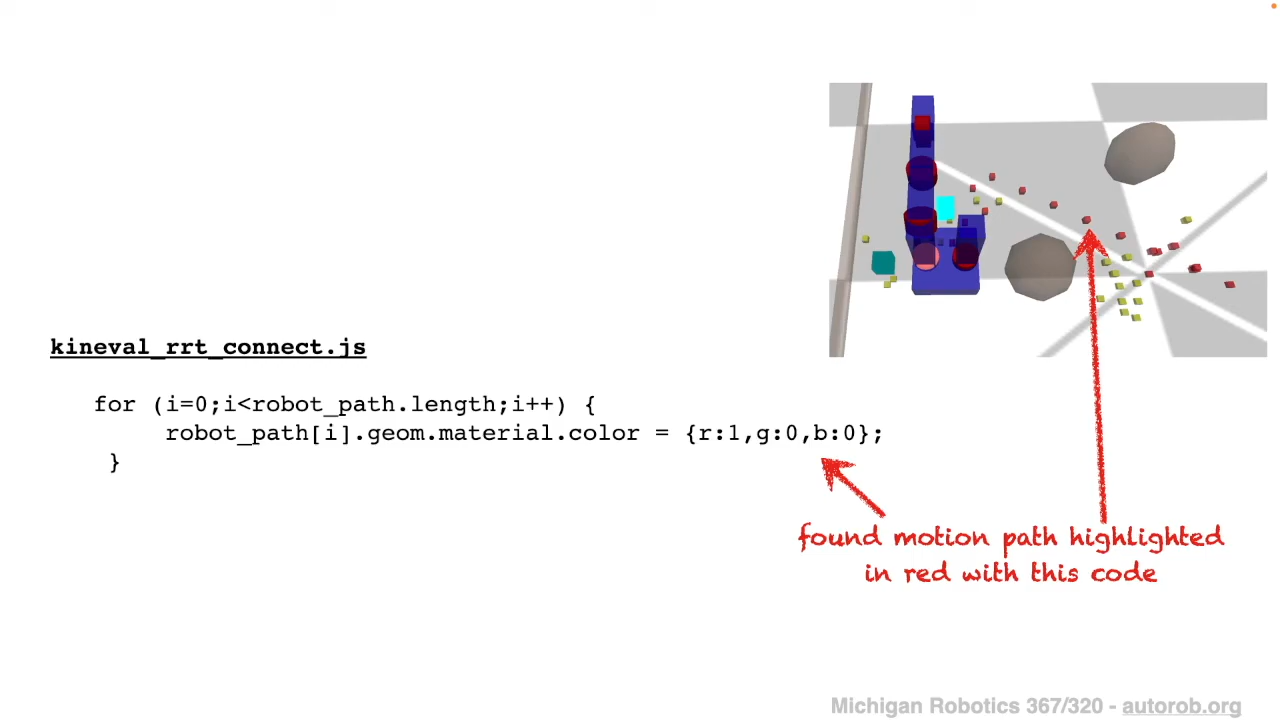 kineval_rrt_connect.js
for (i=0;i<robot_path.length;i++) {
robot_path[i].geom.material.color = {r:1,g:0,b:0};
}
found motion path highlighted
in red with this code
Michigan Robotics 367/320 - autorob.org